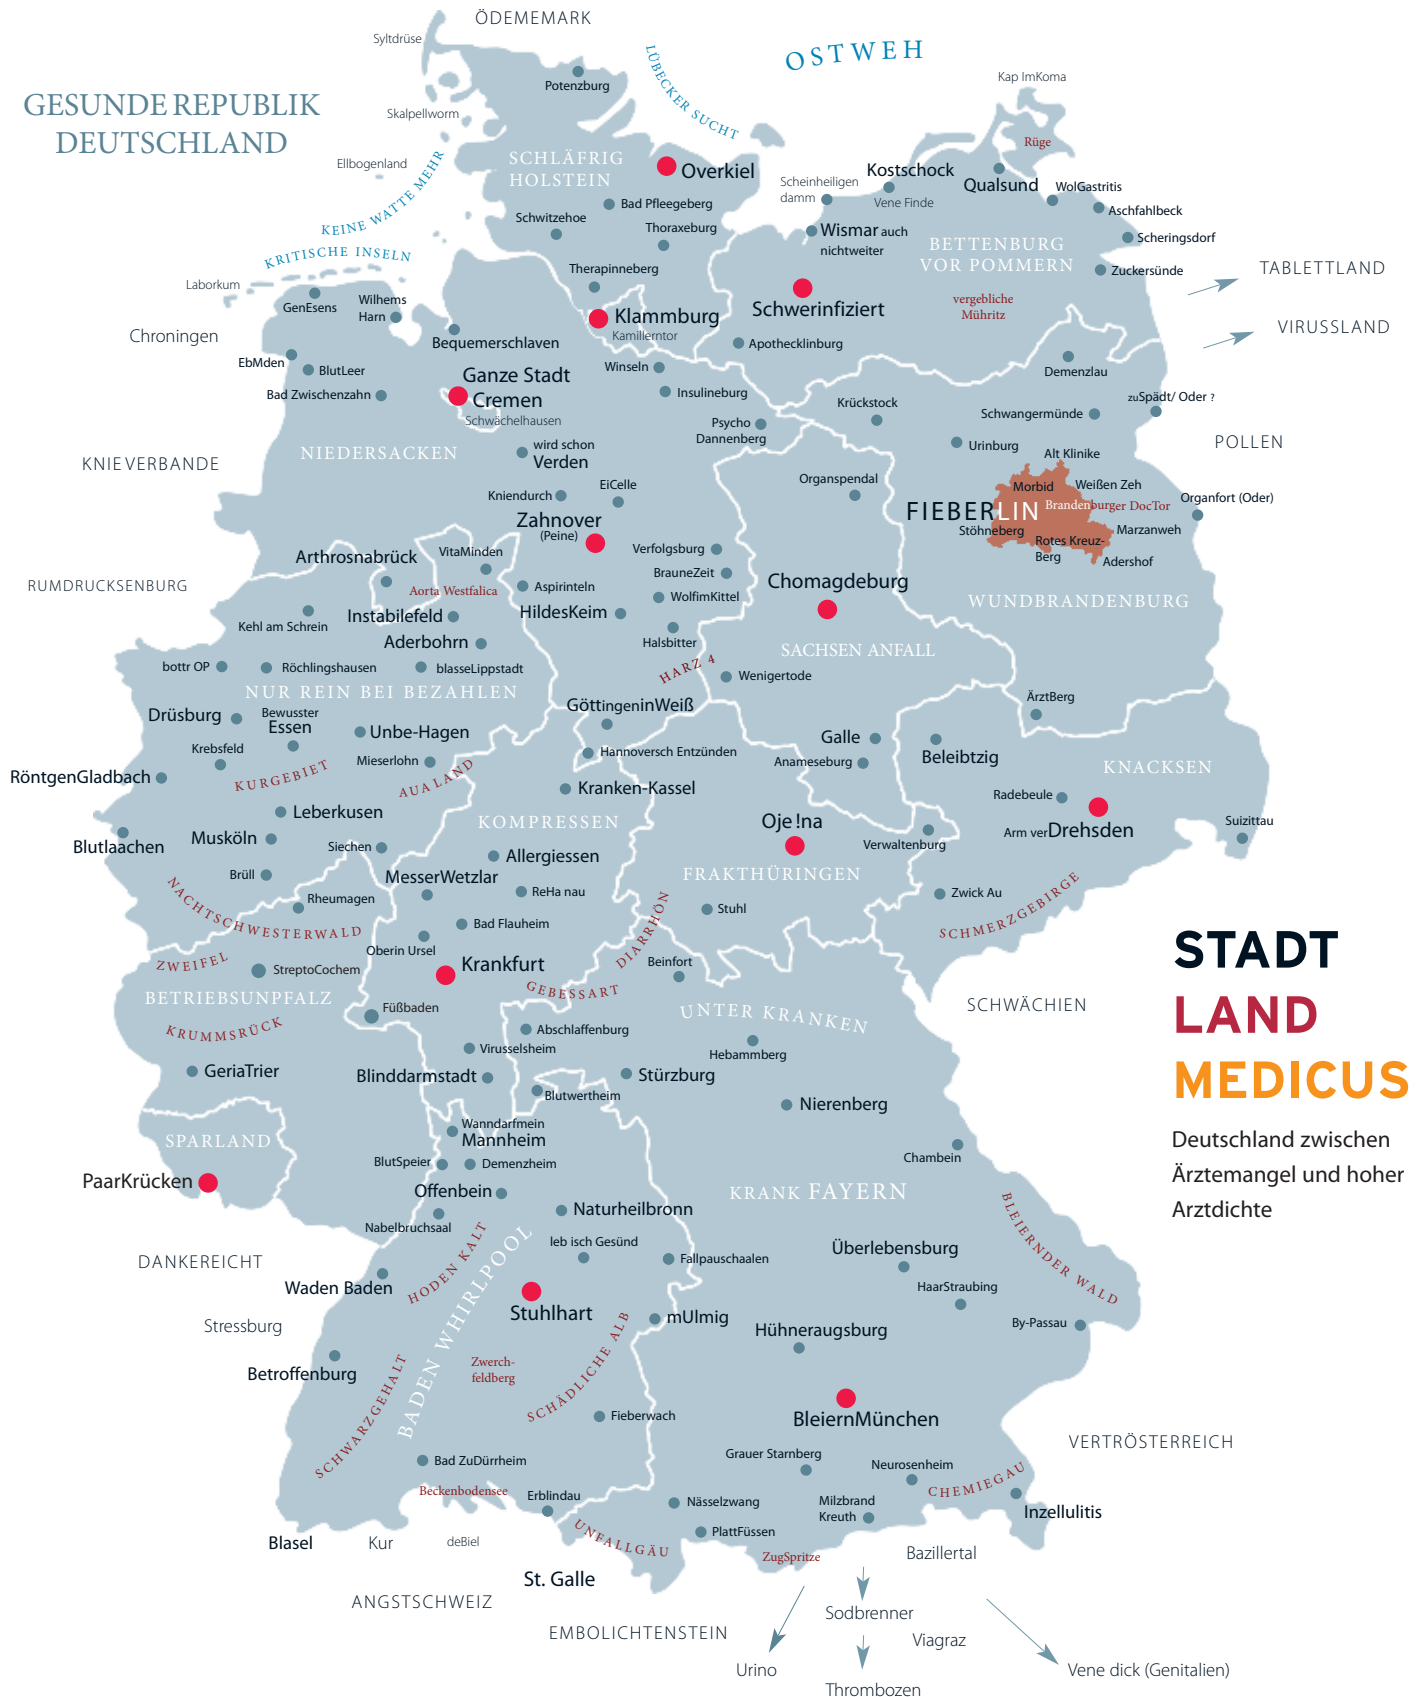 ÖDEMEMARK
Syltdrüse
OSTWEH
LÜBECKER SUCHT
Kap ImKoma
Potenzburg
GESUNDE REPUBLIK
DEUTSCHLAND
Skalpellworm
Rüge
Ellbogenland
SCHLÄFRIG
HOLSTEIN
Overkiel
Kostschock
Scheinheiligen
damm
Qualsund
WolGastritis
KEINE WATTE MEHR
Bad Pfleegeberg
Vene Finde
Aschfahlbeck
Schwitzehoe
Thoraxeburg
Wismar auch
nichtweiter
Scheringsdorf
BETTENBURG
VOR POMMERN
KRITISCHE INSELN
Therapinneberg
Zuckersünde
TABLETTLAND
Laborkum
GenEsens
Wilhems
Harn
Schwerinfiziert
vergebliche
Mühritz
Klammburg
Kamillerntor
VIRUSSLAND
Chroningen
Bequemerschlaven
Apothecklinburg
EbMden
BlutLeer
Ganze Stadt
Cremen
Schwächelhausen
Winseln
Demenzlau
Bad Zwischenzahn
Insulineburg
Krückstock
zuSpädt/ Oder ?
Schwangermünde
Psycho
Dannenberg
POLLEN
NIEDERSACKEN
wird schon
Verden
Urinburg
Alt Klinike
KNIEVERBANDE
Kniendurch
EiCelle
Organspendal
Morbid
Weißen Zeh
Organfort (Oder)
FIEBERLIN
Brandenburger DocTor
Zahnover
(Peine)
Stöhneberg
Marzanweh
Rotes Kreuz-
Berg
Adershof
Arthrosnabrück
VitaMinden
Verfolgsburg
BrauneZeit
Chomagdeburg
RUMDRUCKSENBURG
Aorta Westfalica
Aspirinteln
WolfimKittel
WUNDBRANDENBURG
Kehl am Schrein
Instabilefeld
HildesKeim
Aderbohrn
Halsbitter
SACHSEN ANFALL
bottr OP
Röchlingshausen
blasseLippstadt
HARZ 4
Wenigertode
NUR REIN BEI BEZAHLEN
GöttingeninWeiß
ÄrztBerg
Drüsburg
Bewusster
Essen
Unbe-Hagen
Galle
Beleibtzig
Krebsfeld
Mieserlohn
Hannoversch Entzünden
Anameseburg
KNACKSEN
RöntgenGladbach
KURGEBIET
AUALAND
Kranken-Kassel
Radebeule
Leberkusen
KOMPRESSEN
Oje!na
Arm verDrehsden
Suizittau
Blutlaachen
Musköln
Siechen
Allergiessen
Verwaltenburg
Brüll
MesserWetzlar
FRAKTHÜRINGEN
NACHTSCHWESTERWALD
Rheumagen
ReHa nau
Zwick Au
SCHMERZGEBIRGE
Bad Flauheim
Stuhl
DIARRHÖN
STADT
LAND
MEDICUS
Deutschland zwischen
Ärztemangel und hoher
Arztdichte
ZWEIFEL
Oberin Ursel
StreptoCochem
Krankfurt
Beinfort
BETRIEBSUNPFALZ
GEBESSART
SCHWÄCHIEN
Füßbaden
UNTER KRANKEN
KRUMMSRÜCK
Abschlaffenburg
Virusselsheim
Hebammberg
GeriaTrier
Blinddarmstadt
Stürzburg
Blutwertheim
Nierenberg
Wanndarfmein
Mannheim
SPARLAND
Chambein
BlutSpeier
Demenzheim
PaarKrücken
Offenbein
KRANK FAYERN
BLEIERNDER WALD
Nabelbruchsaal
Naturheilbronn
HODEN KALT
leb isch Gesünd
Fallpauschaalen
Überlebensburg
DANKEREICHT
Waden Baden
HaarStraubing
Stuhlhart
mUlmig
By-Passau
Stressburg
Hühneraugsburg
BADEN WHIRLPOOL
Betroffenburg
Zwerch-
feldberg
SCHÄDLICHE ALB
SCHWARZGEHALT
Fieberwach
BleiernMünchen
VERTRÖSTERREICH
Bad ZuDürrheim
Grauer Starnberg
Neurosenheim
CHEMIEGAU
Beckenbodensee
Erblindau
Nässelzwang
Milzbrand
Kreuth
Inzellulitis
UNFALLGÄU
PlattFüssen
Blasel
Kur
deBiel
ZugSpritze
Bazillertal
St. Galle
ANGSTSCHWEIZ
Sodbrenner
EMBOLICHTENSTEIN
Viagraz
Urino
Vene dick (Genitalien)
Thrombozen